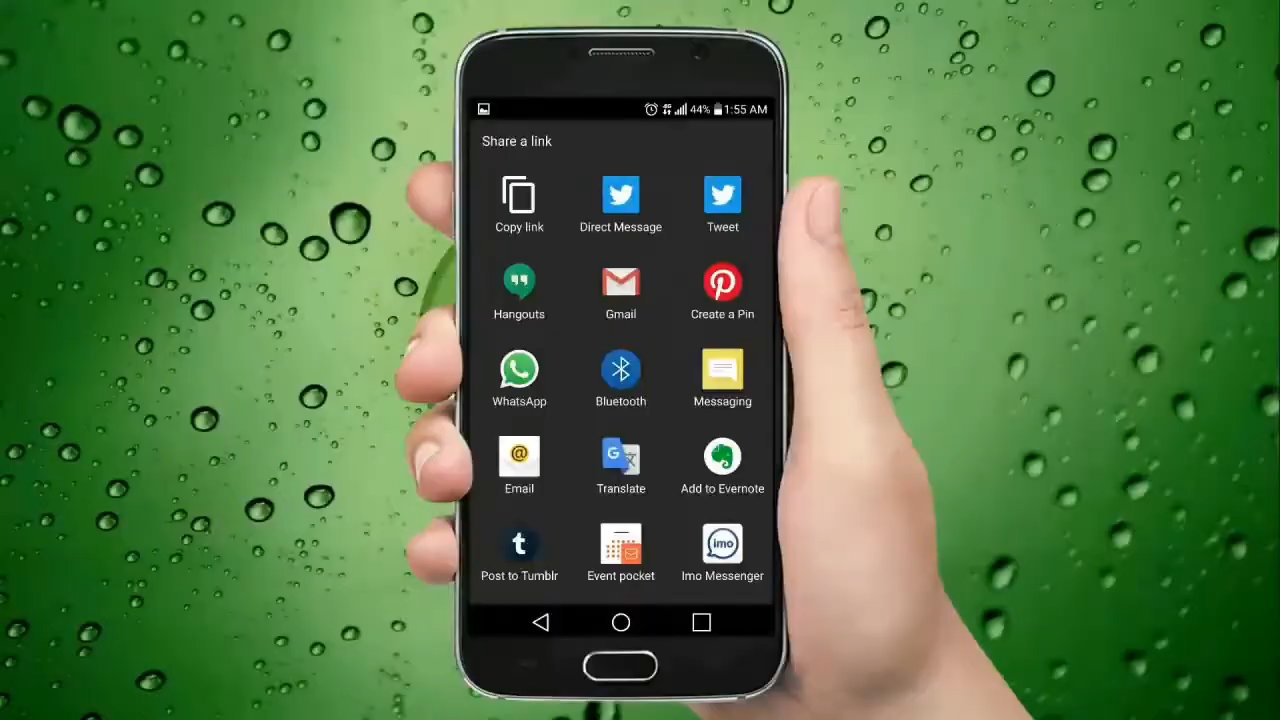 44% 1:55 AM
Share a link
Copy link
Direct Message
Tweet
Hangouts
Gmail
Create a Pin
WhatsApp
Bluetooth
Messaging
@
Email
G
Translate
Add to Evernote
t
Post to Tumblr
Event pocket
imo
Imo Messenger